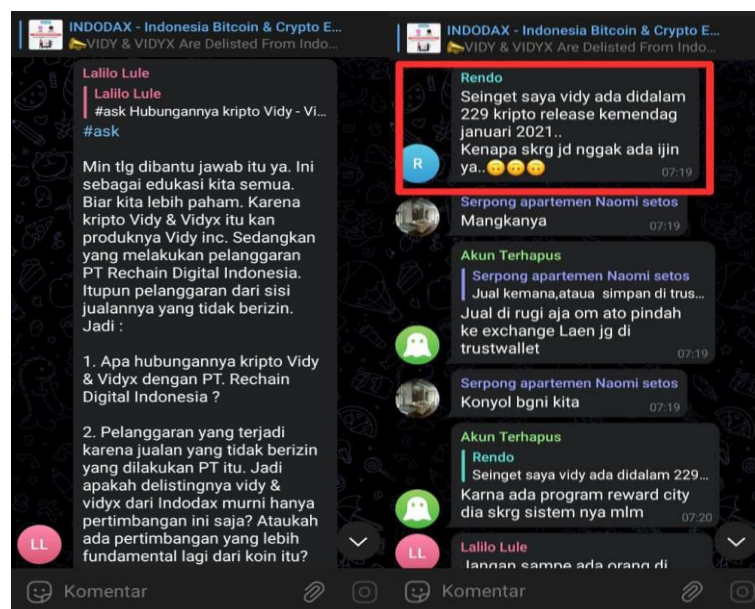 INDODAX - Indonesia Bitcoin & Crypto E...
VIDY & VIDYX Are Delisted From Indo...
Lalilo Lule
Lalilo Lule
#ask Hubungannya kripto Vidy - Vi...
#ask
Min tlg dibantu jawab itu ya. Ini
sebagai edukasi kita semua.
Biar kita lebih paham. Karena
kripto Vidy & Vidyx itu kan
produknya Vidy inc. Sedangkan
yang melakukan pelanggaran
PT Rechain Digital Indonesia.
Itupun pelanggaran dari sisi
jualannya yang tidak berizin.
Jadi :
1. Apa hubungannya kripto Vidy
& Vidyx dengan PT. Rechain
Digital Indonesia ?
2. Pelanggaran yang terjadi
karena jualan yang tidak berizin
yang dilakukan PT itu. Jadi
apakah delistingnya vidy &
vidyx dari Indodax murni hanya
pertimbangan ini saja? Ataukah
ada pertimbangan yang lebih
fundamental lagi dari koin itu?
LL
Komentar
INDODAX - Indonesia Bitcoin & Crypto E...
VIDY & VIDYX Are Delisted From Indo...
Rendo
Seinget saya vidy ada didalam
229 kripto release kemendag
januari 2021..
Kenapa skrg jd nggak ada ijin
ya..🙃🙃🙃
07:19
R
Serpong apartemen Naomi setos
Mangkanya
07:19
Akun Terhapus
Serpong apartemen Naomi setos
Jual kemana,ataua simpan di trus...
Jual di rugi aja om ato pindah
ke exchange Laen jg di
trustwallet
07:19
Serpong apartemen Naomi setos
Konyol bgni kita
07:19
Akun Terhapus
Rendo
Seinget saya vidy ada didalam 229...
Karna ada program reward city
dia skrg sistem nya mlm
07:20
Lalilo Lule
Jangan sampe ada orang di
LL
Komentar